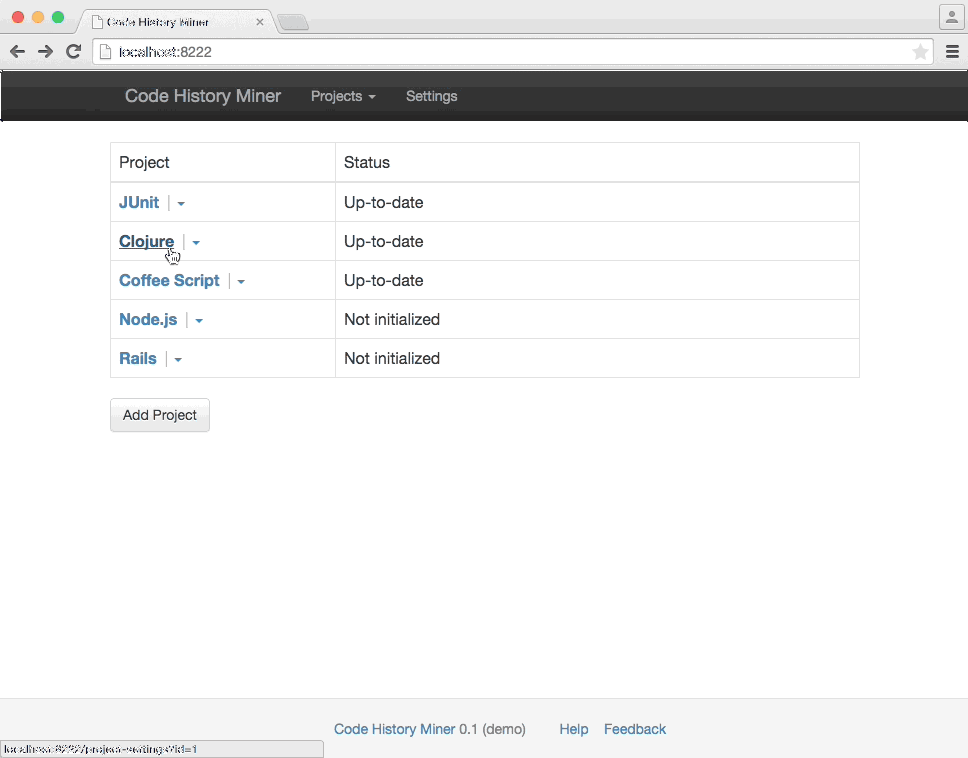 Code History Miner
localhost:8222
Code History Miner Projects Settings
Project Status
JUnit Up-to-date
Clojure Up-to-date
Coffee Script Up-to-date
Node.js Not initialized
Rails Not initialized
Add Project
Code History Miner 0.1 (demo) Help Feedback